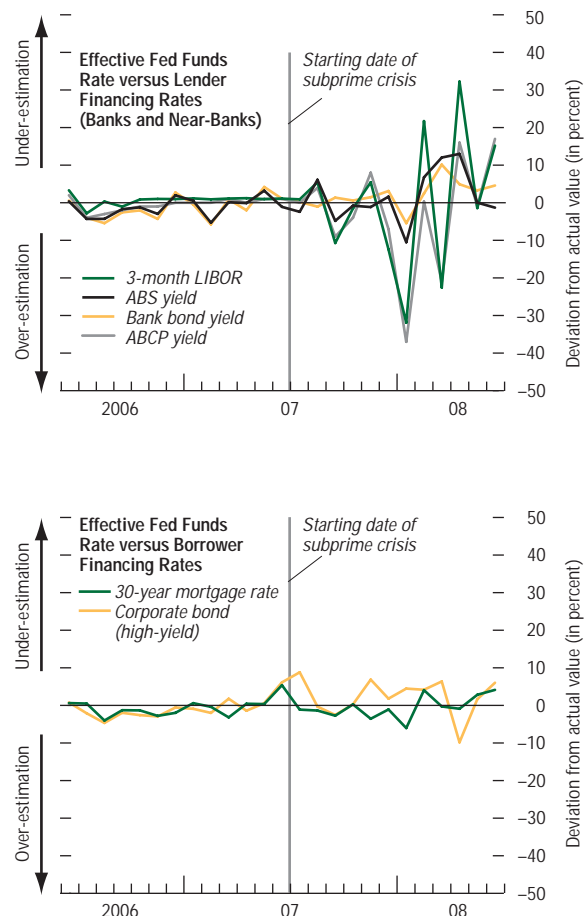 Under-estimation
Over-estimation
Effective Fed Funds
Rate versus Lender
Financing Rates
(Banks and Near-Banks)
Starting date of
subprime crisis
3-month LIBOR
ABS yield
Bank bond yield
ABCP yield
50
40
30
20
10
0
–10
–20
–30
–40
–50
Deviation from actual value (in percent)
2006
07
08
Under-estimation
Over-estimation
Effective Fed Funds
Rate versus Borrower
Financing Rates
Starting date of
subprime crisis
30-year mortgage rate
Corporate bond
(high-yield)
50
40
30
20
10
0
–10
–20
–30
–40
–50
Deviation from actual value (in percent)
2006
07
08